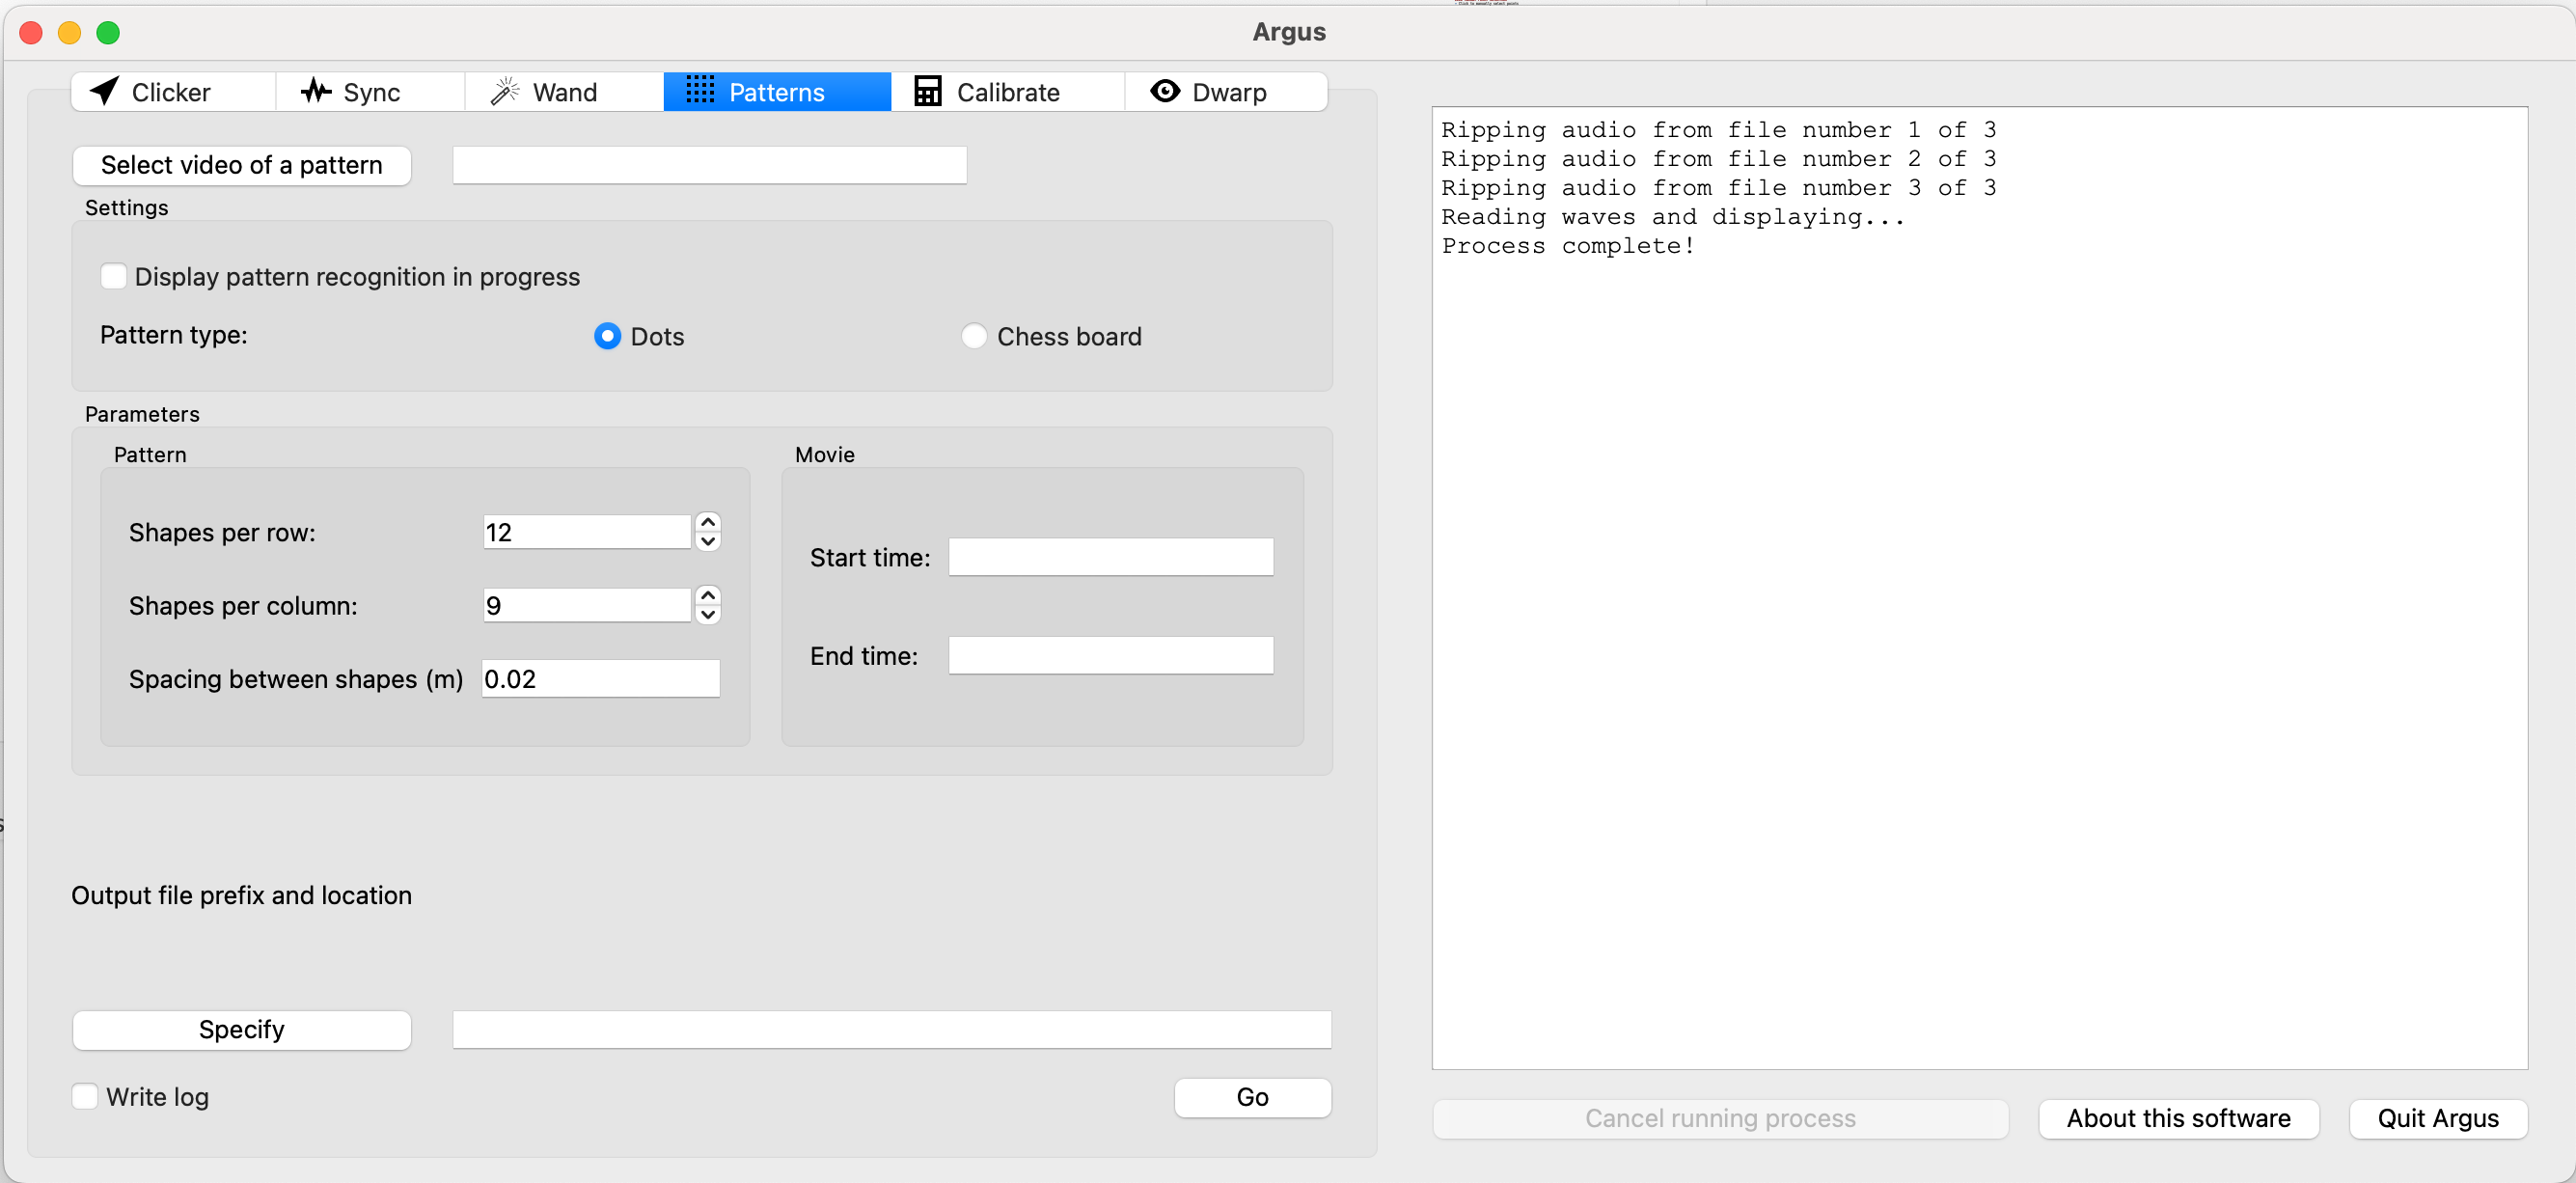 Argus
Clicker
Sync
Wand
Patterns
Calibrate
Dwarp
Select video of a pattern
Settings
Display pattern recognition in progress
Pattern type:
Dots
Chess board
Parameters
Pattern
Shapes per row:
12
Shapes per column:
9
Spacing between shapes (m)
0.02
Movie
Start time:
End time:
Output file prefix and location
Specify
Write log
Go
Ripping audio from file number 1 of 3
Ripping audio from file number 2 of 3
Ripping audio from file number 3 of 3
Reading waves and displaying...
Process complete!
Cancel running process
About this software
Quit Argus